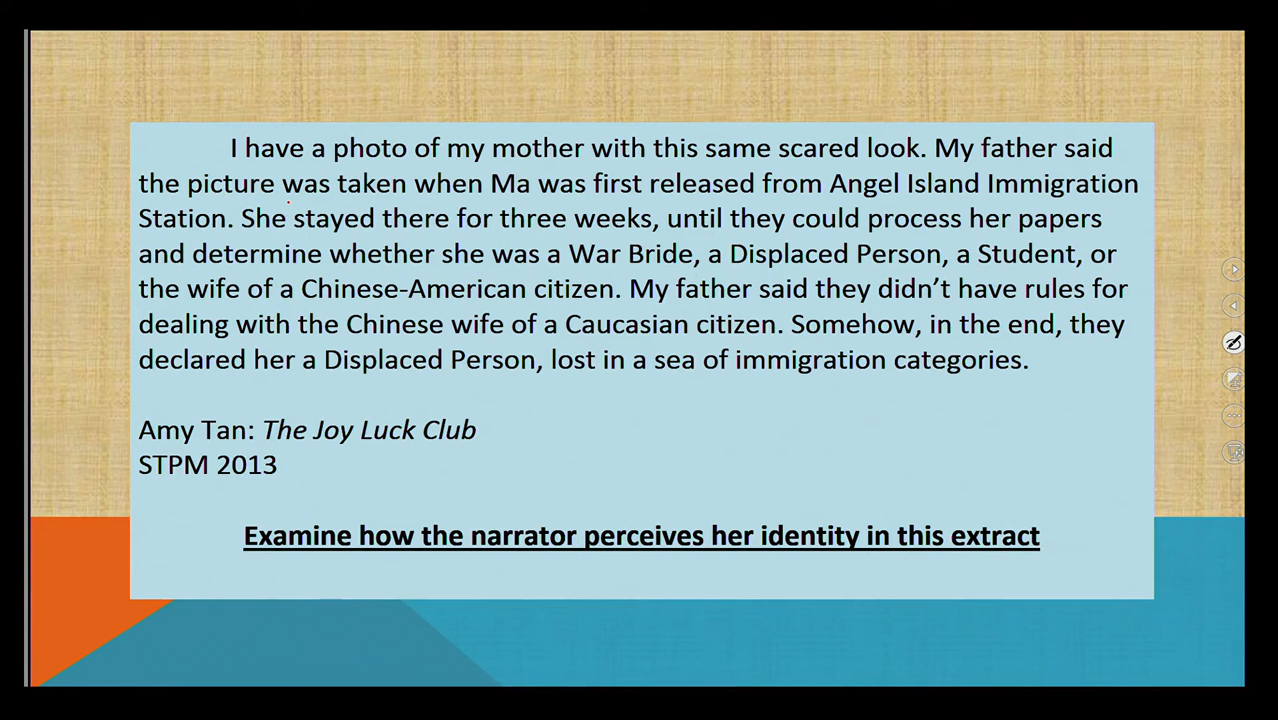 I have a photo of my mother with this same scared look. My father said
the picture was taken when Ma was first released from Angel Island Immigration
Station. She stayed there for three weeks, until they could process her papers
and determine whether she was a War Bride, a Displaced Person, a Student, or
the wife of a Chinese-American citizen. My father said they didn’t have rules for
dealing with the Chinese wife of a Caucasian citizen. Somehow, in the end, they
declared her a Displaced Person, lost in a sea of immigration categories.
Amy Tan: The Joy Luck Club
STPM 2013
Examine how the narrator perceives her identity in this extract